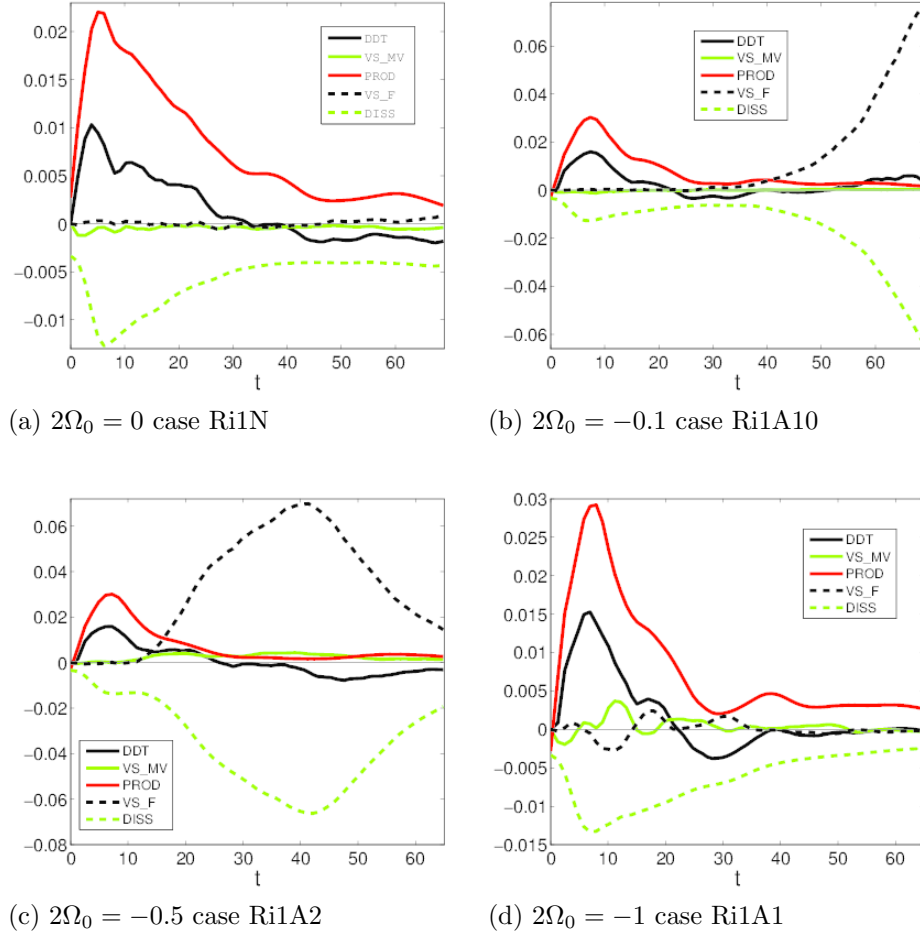 0.02
0.015
0.01
0.005
0
−0.005
−0.01
DDT
VS_MV
PROD
VS_F
DISS
0 10 20 30 40 50 60
t
(a) 2Ω₀ = 0 case Ri1N
0.06
0.04
0.02
0
−0.02
−0.04
−0.06
DDT
VS_MV
PROD
VS_F
DISS
0 10 20 30 40 50 60
t
(b) 2Ω₀ = −0.1 case Ri1A10
0.06
0.04
0.02
0
−0.02
−0.04
−0.06
−0.08
DDT
VS_MV
PROD
VS_F
DISS
0 10 20 30 40 50 60
t
(c) 2Ω₀ = −0.5 case Ri1A2
0.03
0.025
0.02
0.015
0.01
0.005
0
−0.005
−0.01
−0.015
DDT
VS_MV
PROD
VS_F
DISS
0 10 20 30 40 50 60
t
(d) 2Ω₀ = −1 case Ri1A1